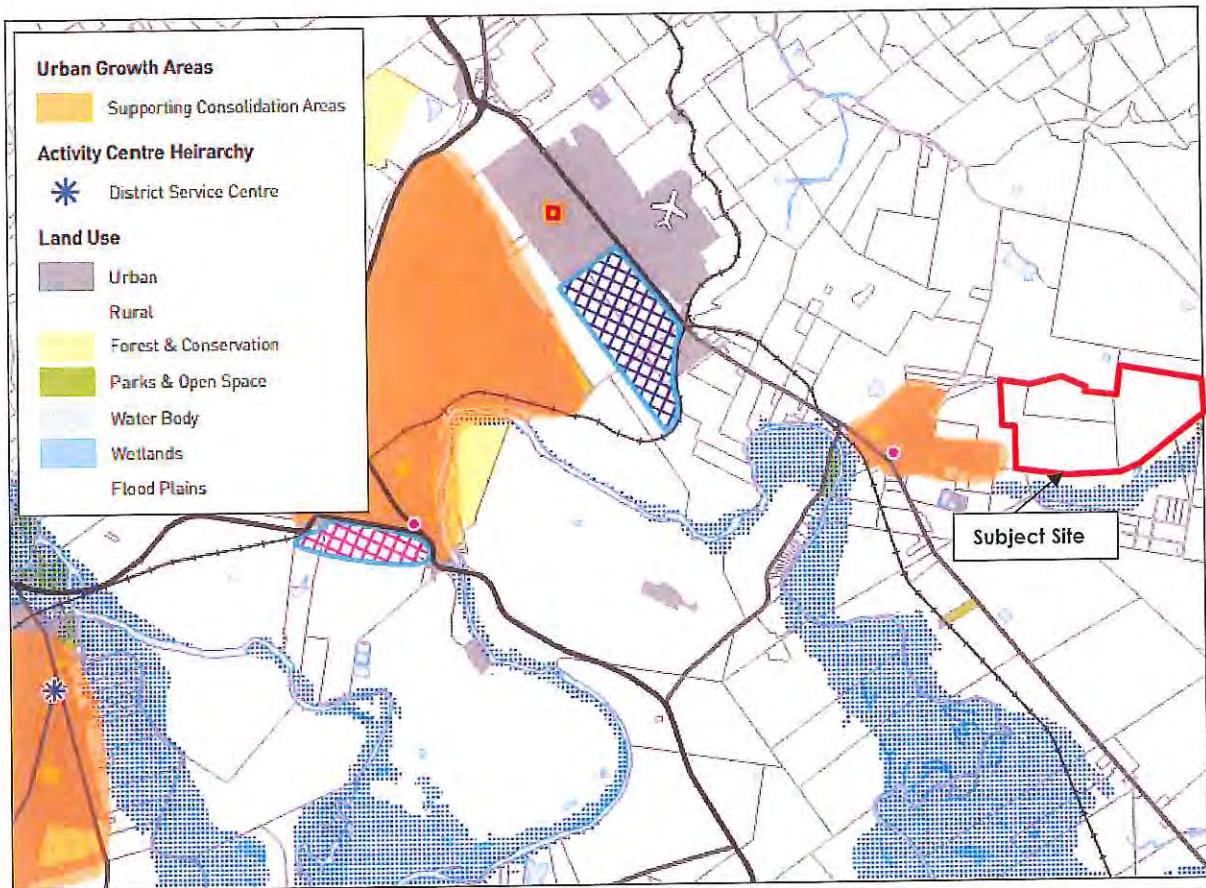 Urban Growth Areas
Supporting Consolidation Areas
Activity Centre Heirarchy
District Service Centre
Land Use
Urban
Rural
Forest & Conservation
Parks & Open Space
Water Body
Wetlands
Flood Plains
Subject Site